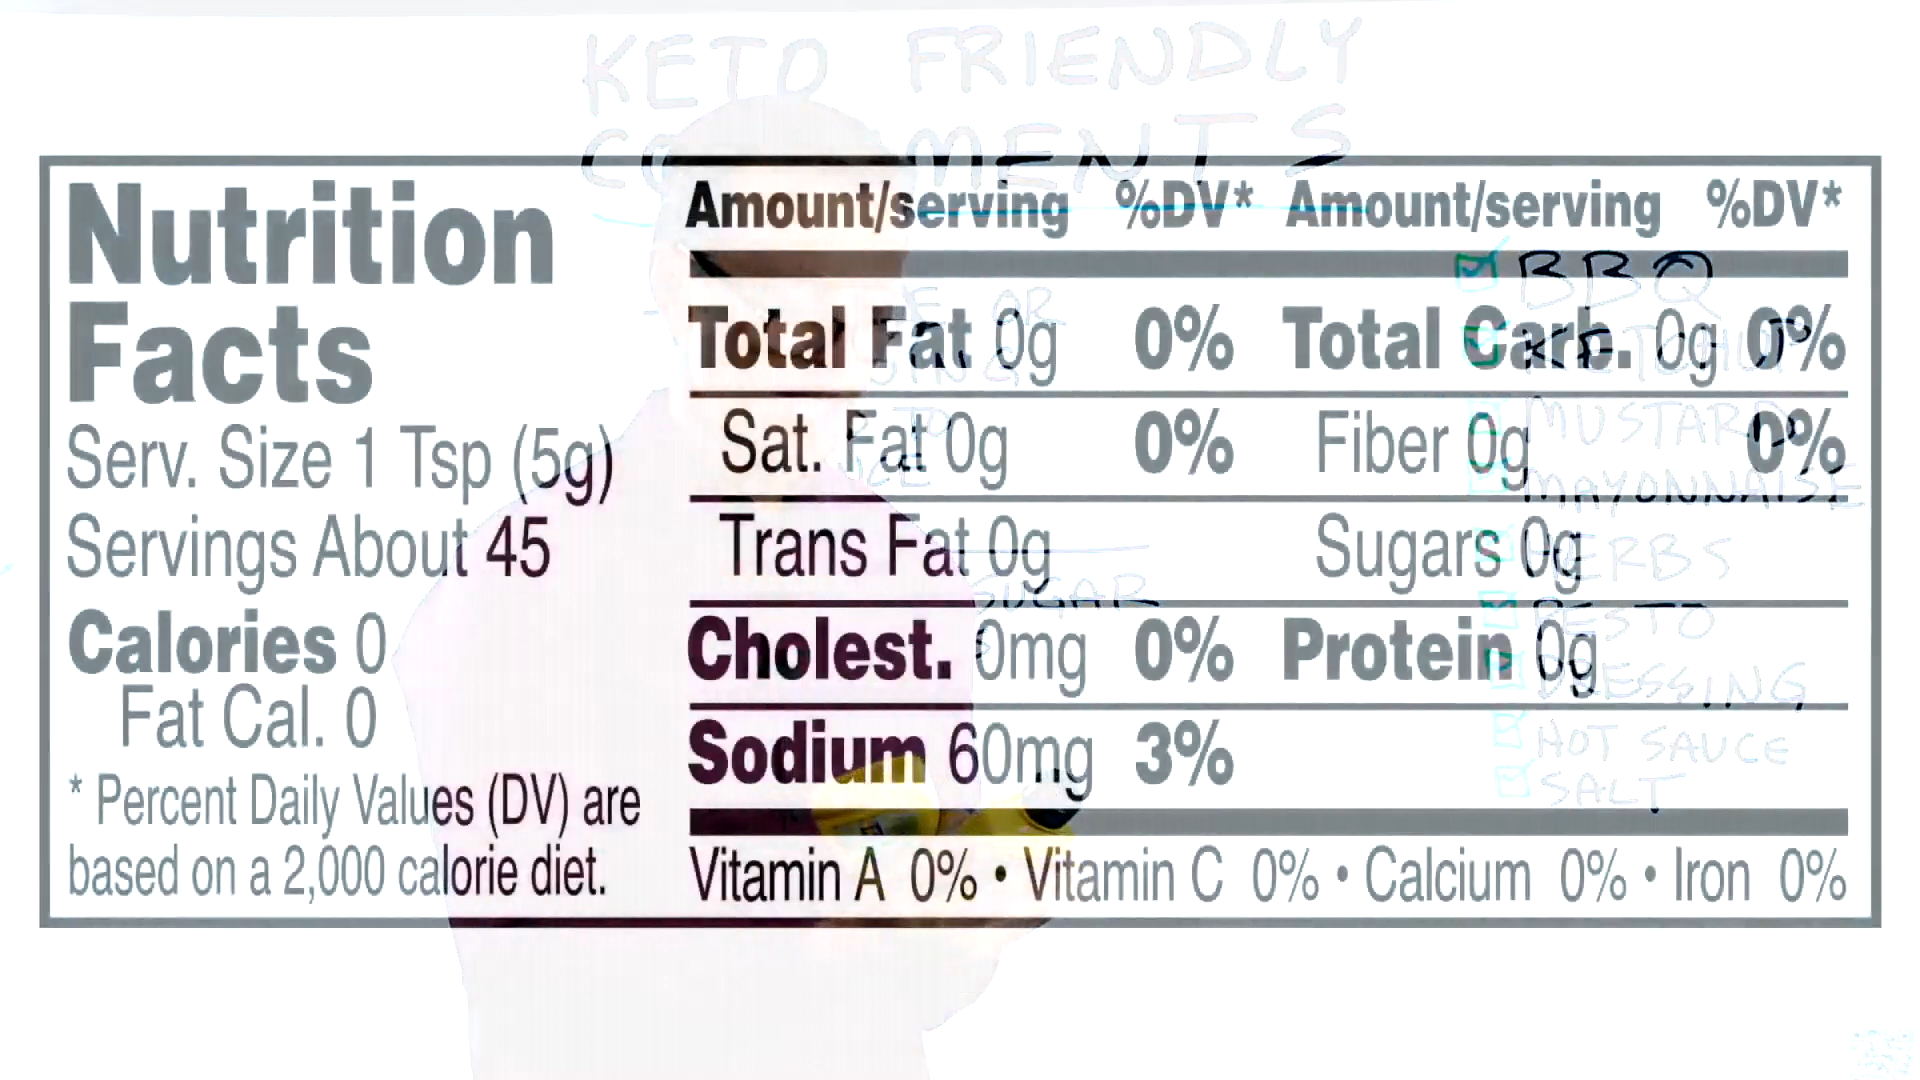 KETO FRIENDLY
Nutrition
Facts
Serv. Size 1 Tsp (5g)
Servings About 45
Calories 0
Fat Cal. 0
* Percent Daily Values (DV) are
based on a 2,000 calorie diet.
Amount/serving %DV* Amount/serving %DV*
Total Fat 0g 0% Total Carb. 0g 0%
Sat. Fat 0g 0% Fiber 0g 0%
Trans Fat 0g Sugars 0g
Cholest. 0mg 0% Protein 0g
Sodium 60mg 3%
Vitamin A 0% • Vitamin C 0% • Calcium 0% • Iron 0%
SUGAR
BBQ
KETCHUP
MUSTARD
MAYONNAISE
HERBS
PESTO
DRESSING
HOT SAUCE
SALT